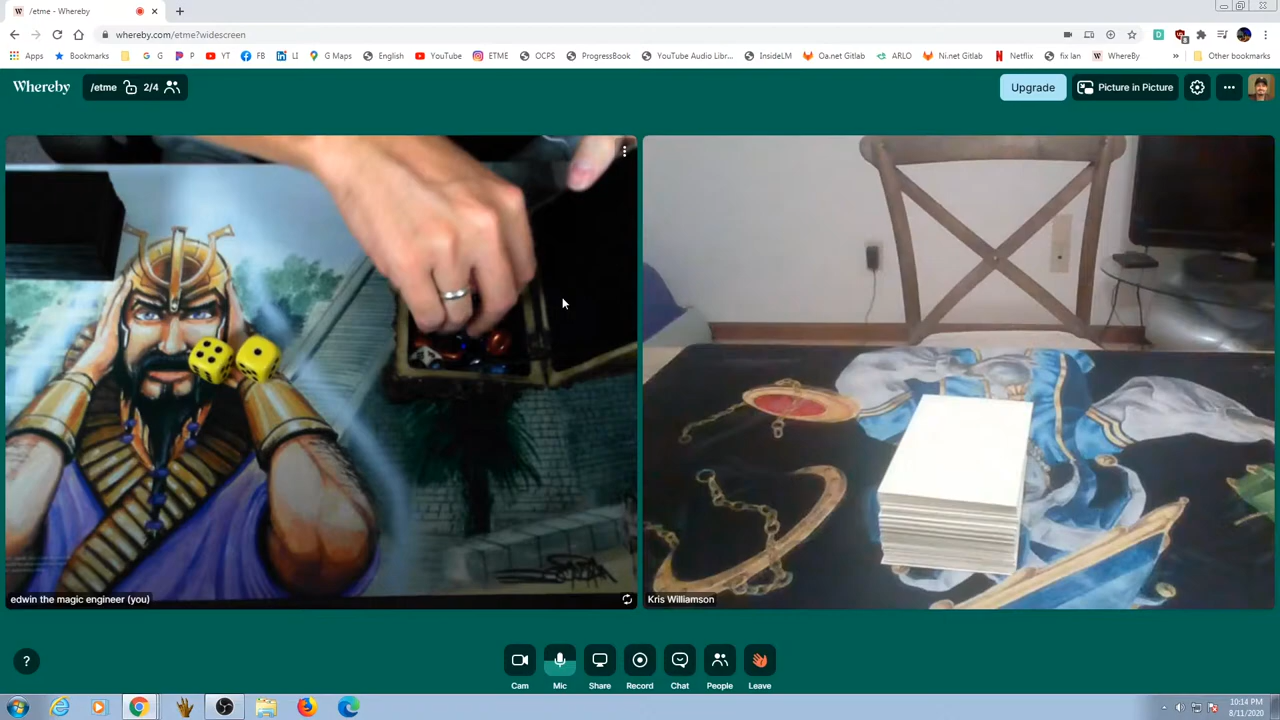 /etme - Whereby
whereby.com/etme?widescreen
Apps Bookmarks G P YT FB LI G Maps English YouTube ETME OCPS ProgressBook YouTube Audio Libr... InsideLM Oa.net Gitlab ARLO Ni.net Gitlab Netflix fix lan WhereBy » Other bookmarks
Whereby /etme 2/4 Upgrade Picture in Picture
edwin the magic engineer (you) Kris Williamson
?
Cam Mic Share Record Chat People Leave
10:14 PM
8/11/2020